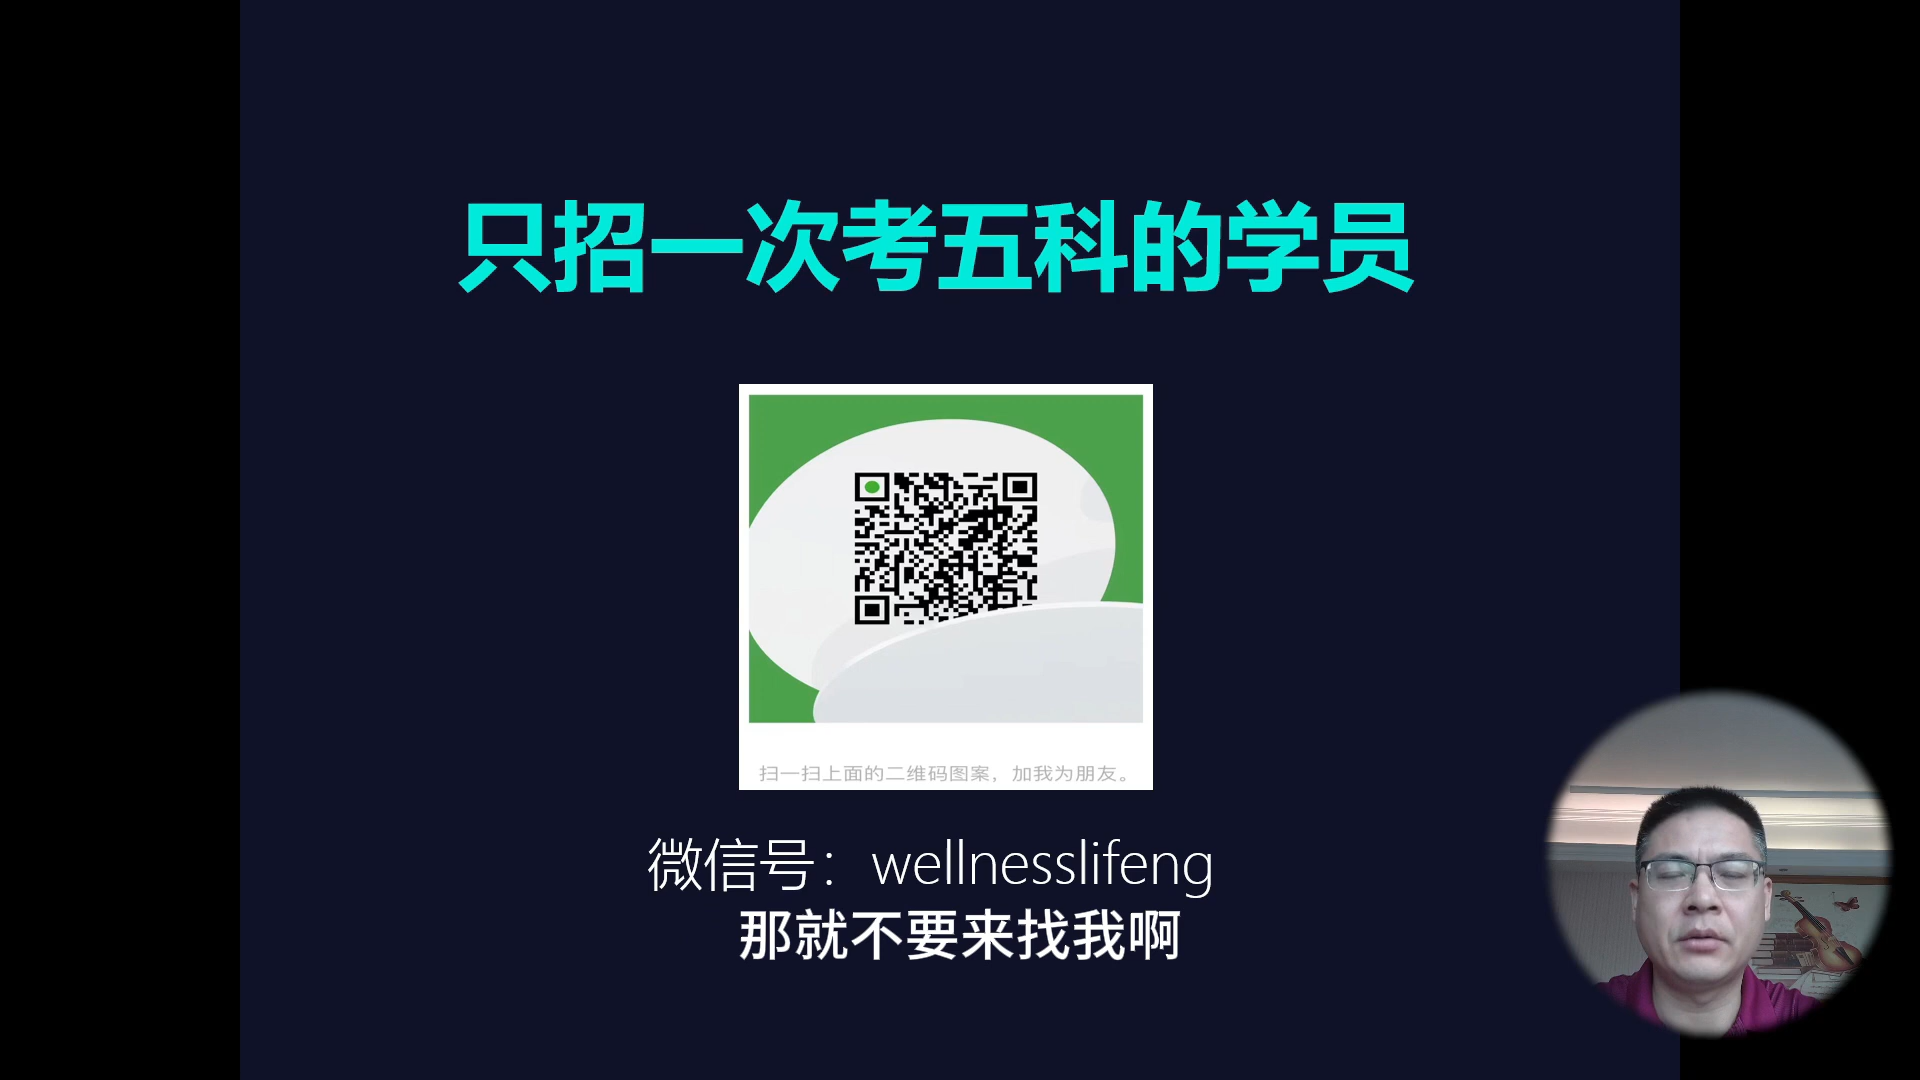 只招一次考五科的学员
扫一扫上面的二维码图案，加我为朋友。
微信号：wellnesslifeng
那就不要来找我啊